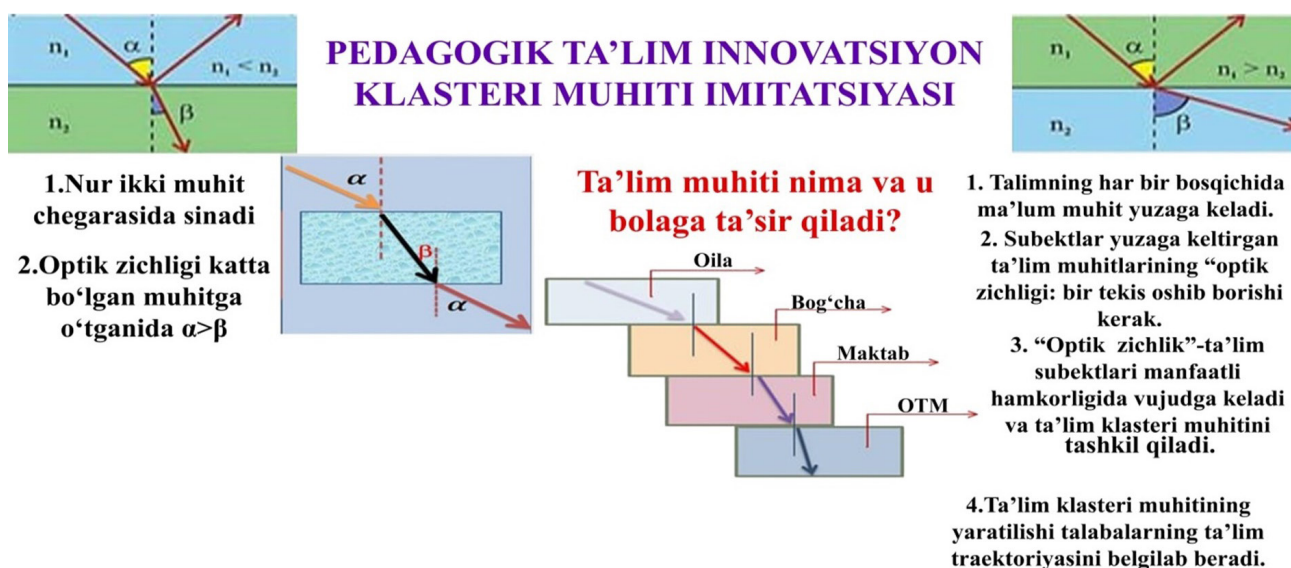 n₁
α
n₁ < n₂
n₂
β
PEDAGOGIK TA’LIM INNOVATSIYON
KLASTERI MUHITI IMITATSIYASI
n₁
α
n₁ > n₂
n₂
β
1.Nur ikki muhit
chegarasida sinadi
2.Optik zichligi katta
bo‘lgan muhitga
o‘tganida α>β
α
β
α
Ta’lim muhiti nima va u
bolaga ta’sir qiladi?
Oila
Bog‘cha
Maktab
OTM
1. Talimning har bir bosqichida
ma’lum muhit yuzaga keladi.
2. Subektlar yuzaga keltirgan
ta’lim muhitlarining “optik
zichligi: bir tekis oshib borishi
kerak.
3. “Optik zichlik”-ta’lim
subektlari manfaatli
hamkorligida vujudga keladi
va ta’lim klasteri muhitini
tashkil qiladi.
4.Ta’lim klasteri muhitining
yaratilishi talabalarning ta’lim
traektoriyasini belgilab beradi.